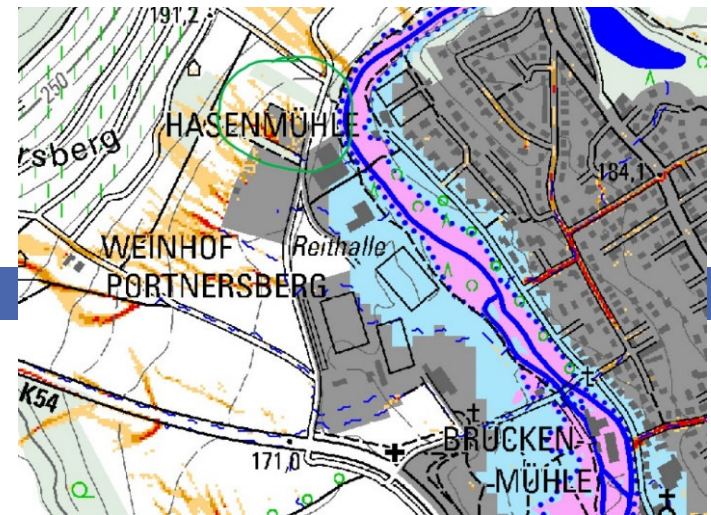 191,2
250
HASENMÜHLE
rsberg
184,1
WEINHOF
PORTNERSBERG
Reithalle
K54
171,0
BRÜCKEN-
-MÜHLE